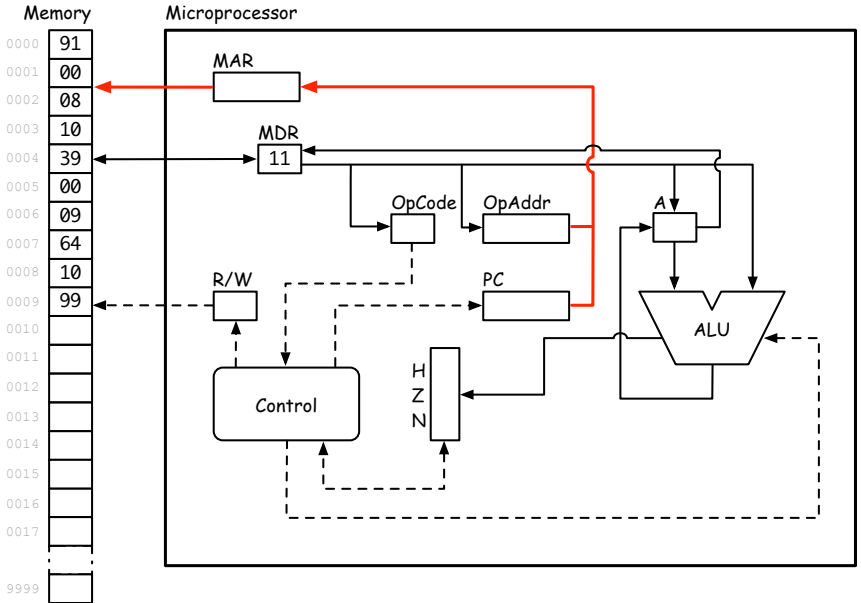 Memory
Microprocessor
0000 91
0001 00
0002 08
0003 10
0004 39
0005 00
0006 09
0007 64
0008 10
0009 99
0010
0011
0012
0013
0014
0015
0016
0017
9999
MAR
MDR
11
OpCode
OpAddr
A
R/W
PC
ALU
H
Z
N
Control